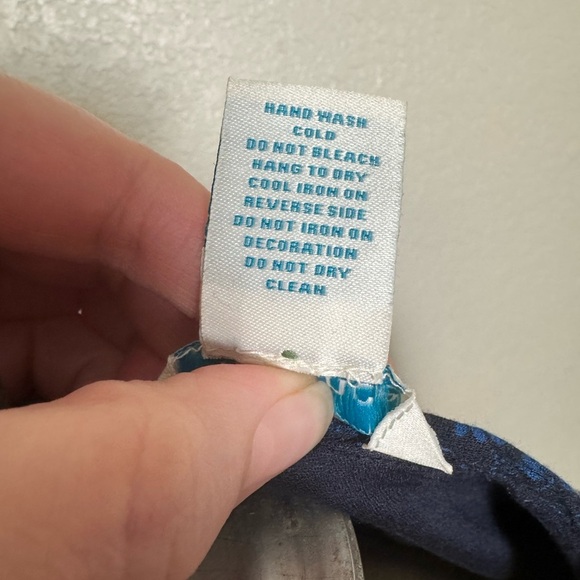 HAND WASH
COLD
DO NOT BLEACH
HANG TO DRY
COOL IRON ON
REVERSE SIDE
DO NOT IRON ON
DECORATION
DO NOT DRY
CLEAN